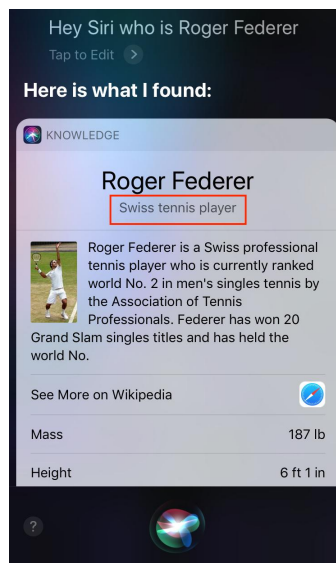 Hey Siri who is Roger Federer
Tap to Edit >
Here is what I found:
KNOWLEDGE
Roger Federer
Swiss tennis player
Roger Federer is a Swiss professional
tennis player who is currently ranked
world No. 2 in men's singles tennis by
the Association of Tennis
Professionals. Federer has won 20
Grand Slam singles titles and has held the
world No.
See More on Wikipedia
Mass 187 lb
Height 6 ft 1 in
?